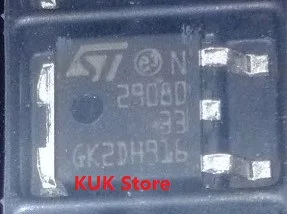 ST e3 N
29080
33
GK2DH916
KUK Store